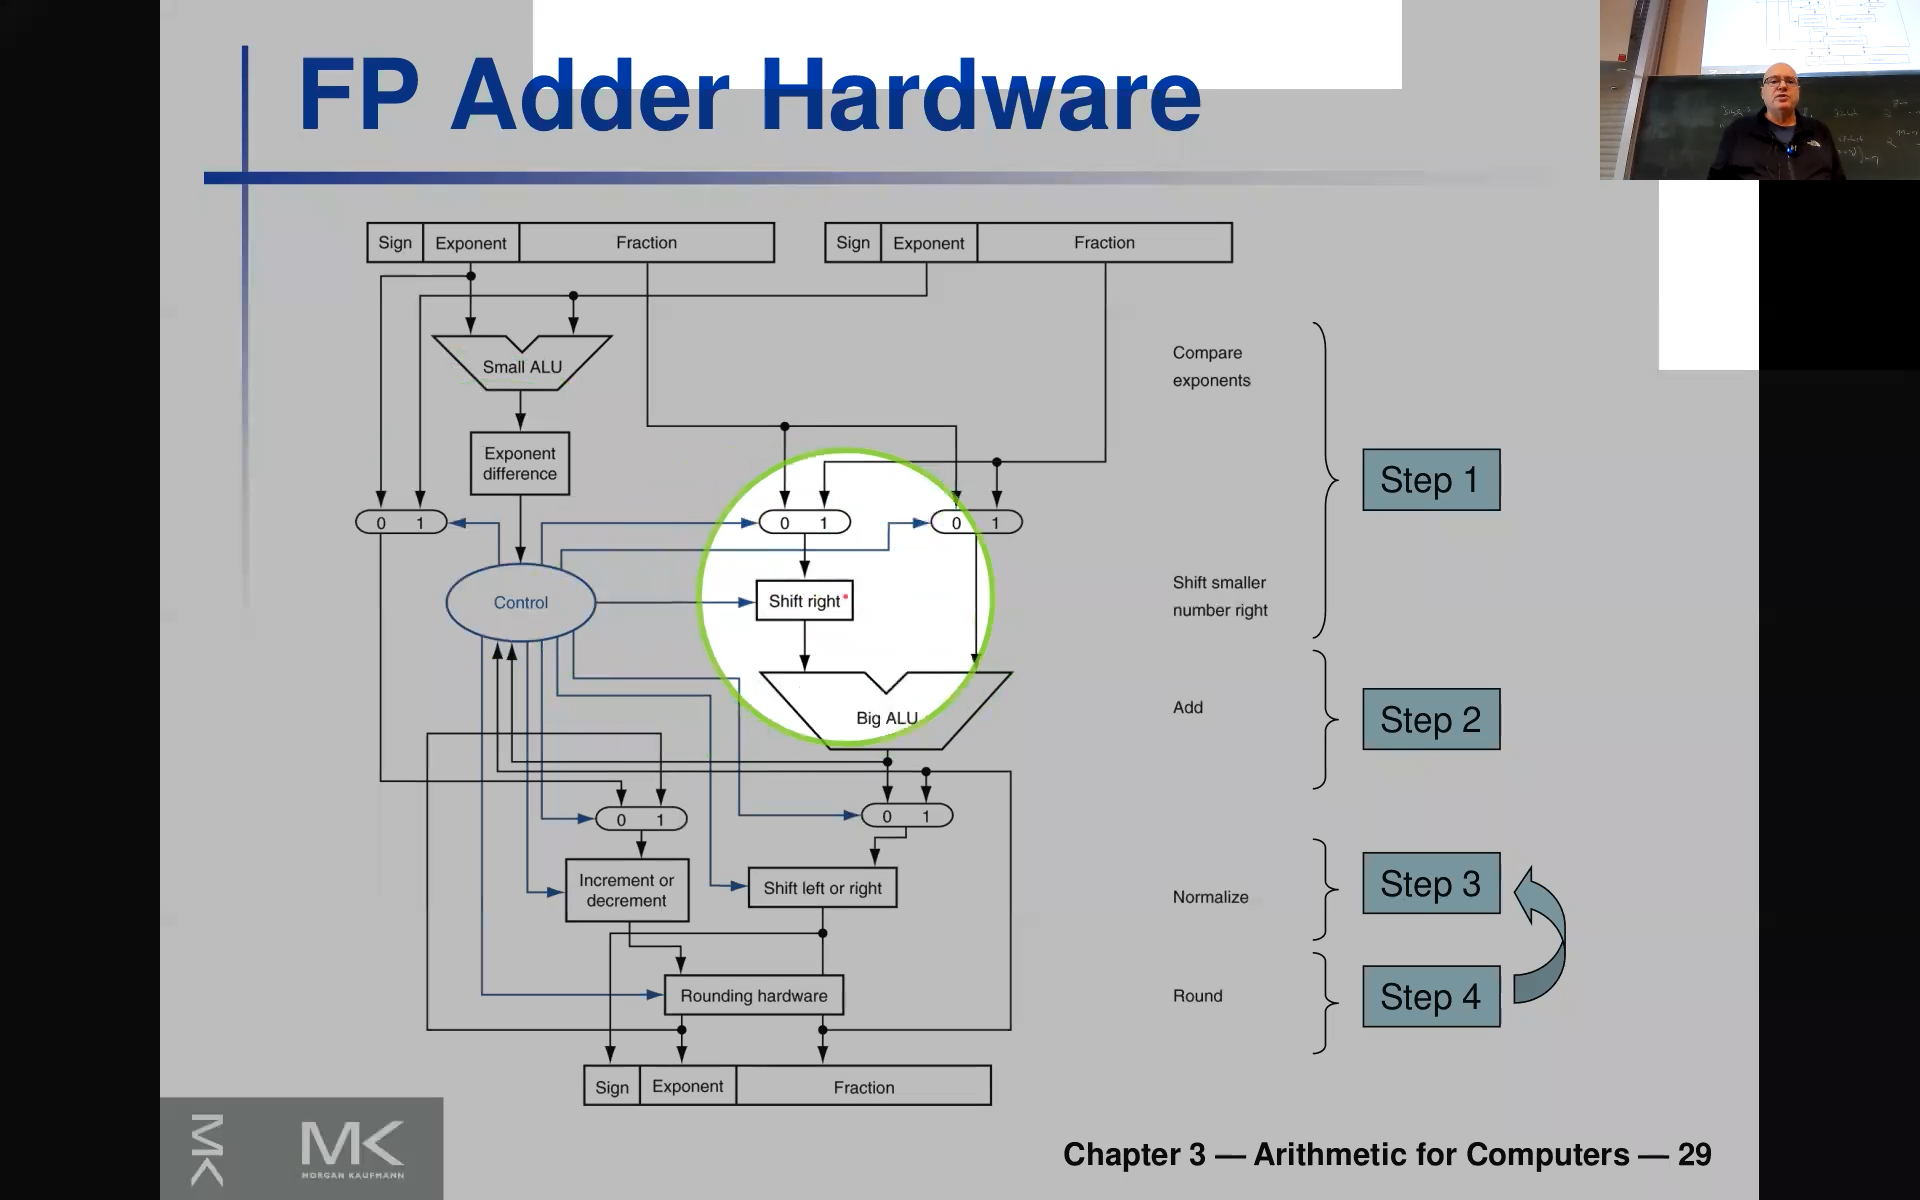 FP Adder Hardware
Sign Exponent Fraction Sign Exponent Fraction
Small ALU
Compare
exponents
Exponent
difference
Step 1
0 1 0 1 0 1
Control
Shift right
Shift smaller
number right
Big ALU
Add
Step 2
0 1 0 1
Increment or
decrement
Shift left or right
Normalize
Step 3
Rounding hardware
Round
Step 4
Sign Exponent Fraction
MK
MK
MORGAN KAUFMANN
Chapter 3 — Arithmetic for Computers — 29